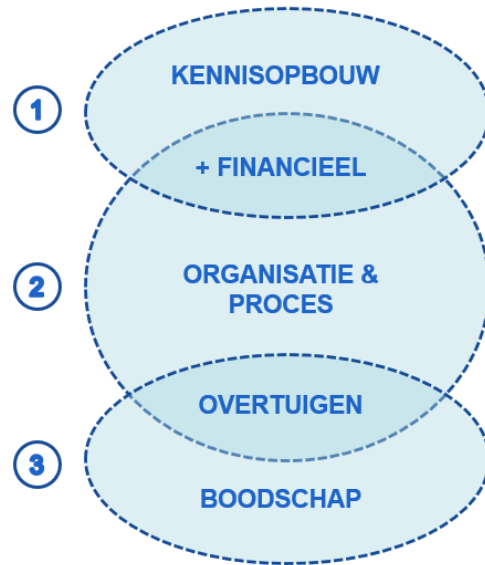 KENNISOPBOUW
1
+ FINANCIEEL
2
ORGANISATIE &
PROCES
OVERTUIGEN
3
BOODSCHAP